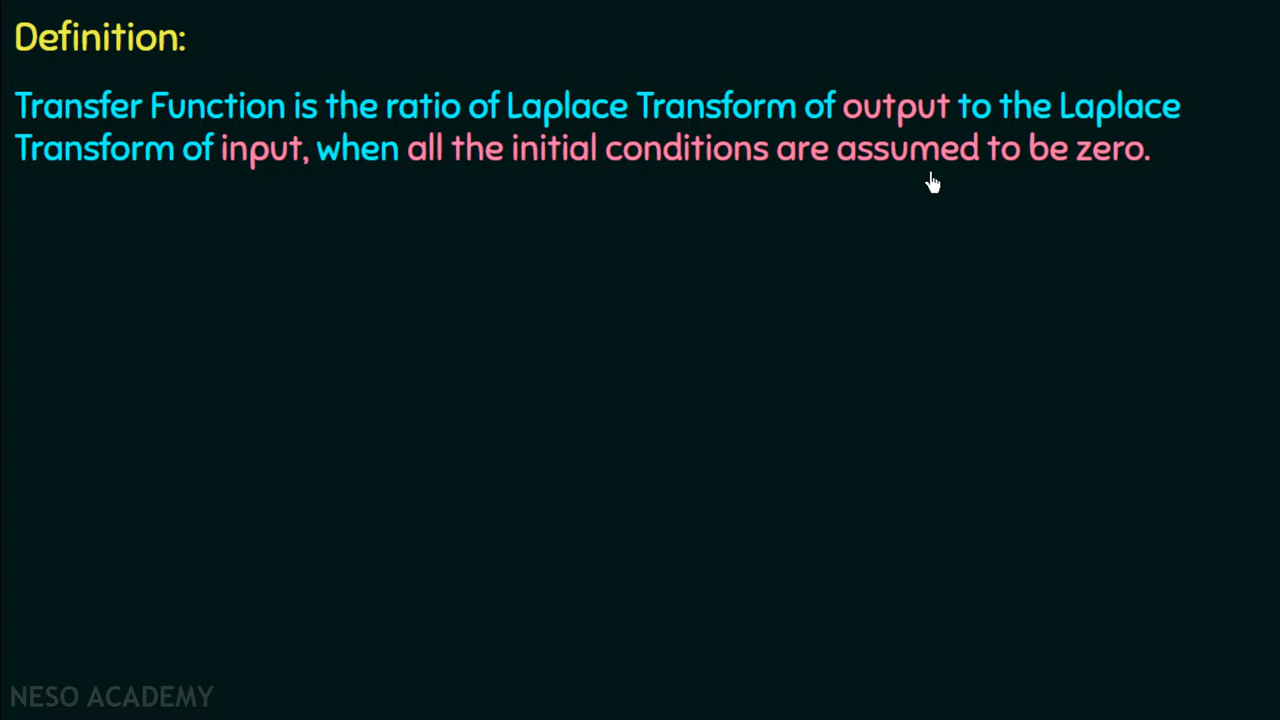 Definition:
Transfer Function is the ratio of Laplace Transform of output to the Laplace
Transform of input, when all the initial conditions are assumed to be zero.
NESO ACADEMY